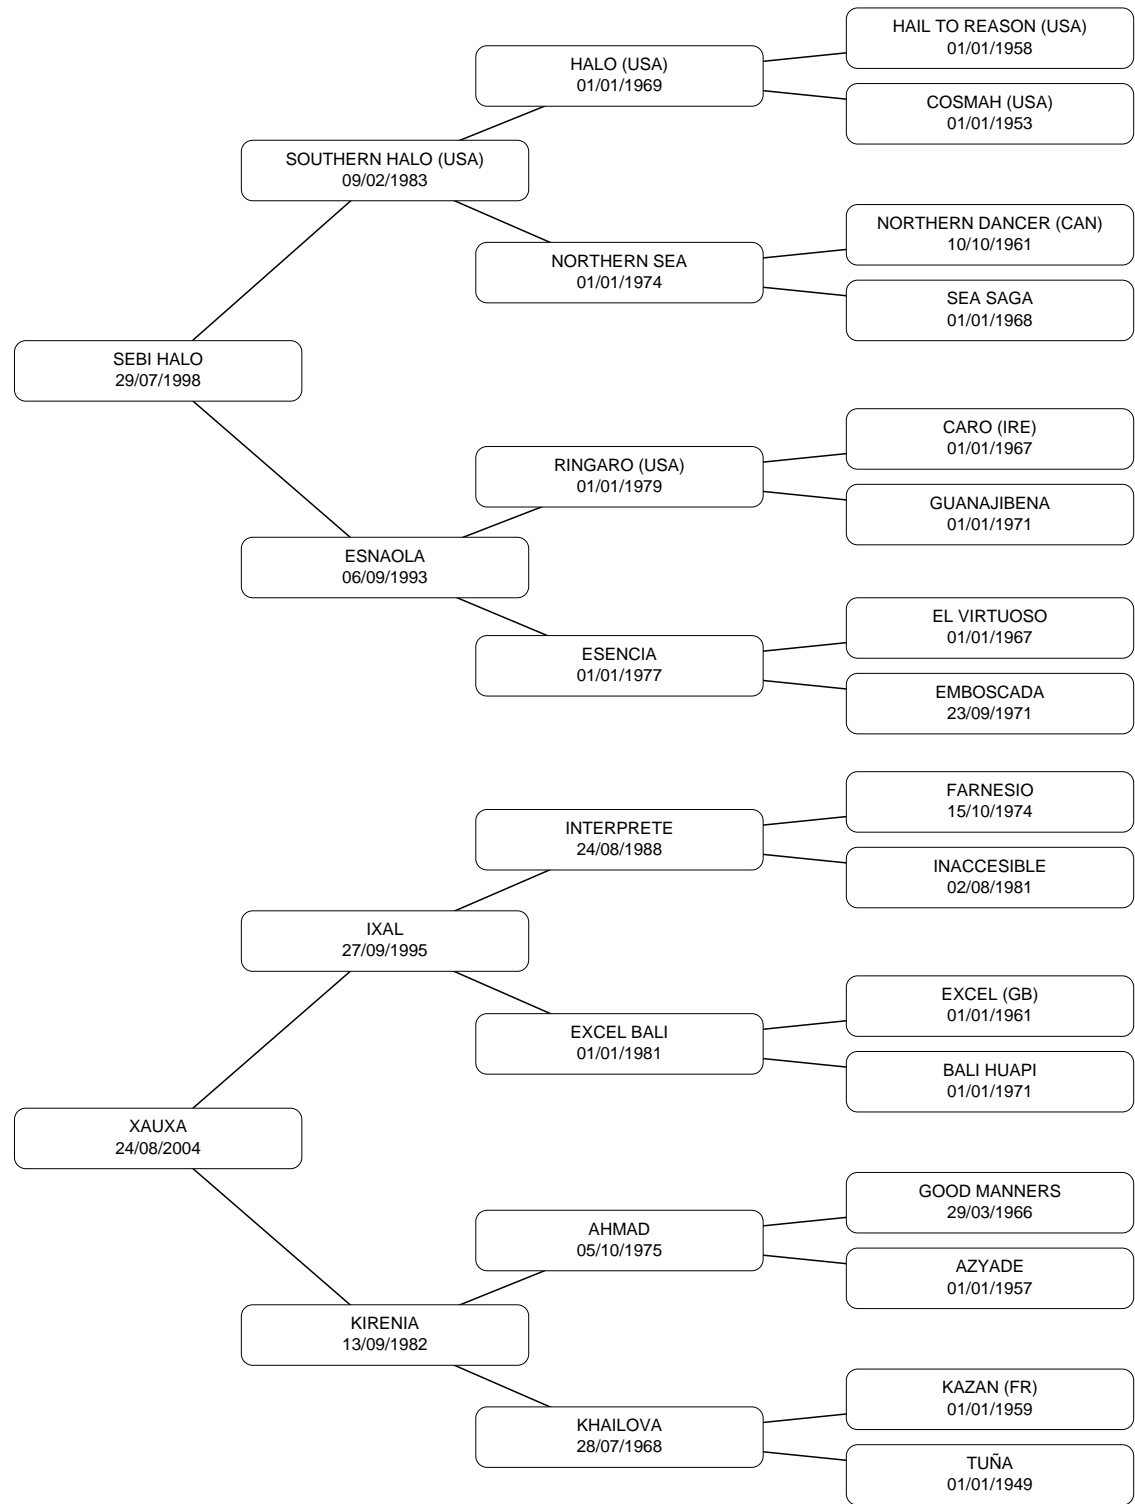 HAIL TO REASON (USA)
01/01/1958
HALO (USA)
01/01/1969
COSMAH (USA)
01/01/1953
SOUTHERN HALO (USA)
09/02/1983
NORTHERN DANCER (CAN)
10/10/1961
NORTHERN SEA
01/01/1974
SEA SAGA
01/01/1968
SEBI HALO
29/07/1998
CARO (IRE)
01/01/1967
RINGARO (USA)
01/01/1979
GUANAJIBENA
01/01/1971
ESNAOLA
06/09/1993
EL VIRTUOSO
01/01/1967
ESENCIA
01/01/1977
EMBOSCADA
23/09/1971
FARNESIO
15/10/1974
INTERPRETE
24/08/1988
INACCESIBLE
02/08/1981
IXAL
27/09/1995
EXCEL (GB)
01/01/1961
EXCEL BALI
01/01/1981
BALI HUAPI
01/01/1971
XAUXA
24/08/2004
GOOD MANNERS
29/03/1966
AHMAD
05/10/1975
AZYADE
01/01/1957
KIRENIA
13/09/1982
KAZAN (FR)
01/01/1959
KHAILOVA
28/07/1968
TUÑA
01/01/1949